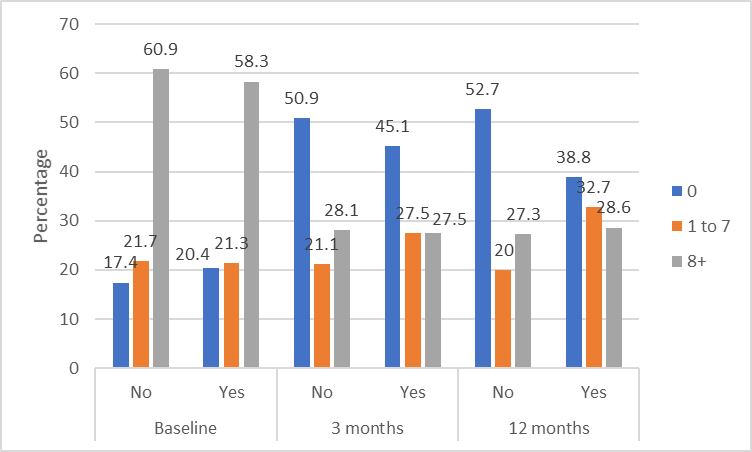 70
60
50
40
30
20
10
0
Percentage
17.4
21.7
60.9
20.4
21.3
58.3
50.9
21.1
28.1
45.1
27.5
27.5
52.7
20
27.3
38.8
32.7
28.6
No
Yes
No
Yes
No
Yes
Baseline
3 months
12 months
0
1 to 7
8+